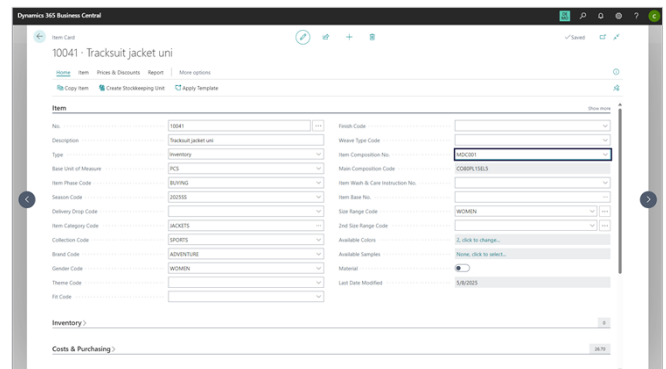 Dynamics 365 Business Central
Item Card
✓Saved
10041 · Tracksuit jacket uni
Home Item Prices & Discounts Report More options
Copy Item Create Stockkeeping Unit Apply Template
Item
Show more
No. 10041
Description Tracksuit jacket uni
Type Inventory
Base Unit of Measure PCS
Item Phase Code BUYING
Season Code 2025SS
Delivery Drop Code
Item Category Code JACKETS
Collection Code SPORTS
Brand Code ADVENTURE
Gender Code WOMEN
Theme Code
Fit Code
Finish Code
Weave Type Code
Item Composition No. MDC001
Main Composition Code CO80PL15EL5
Item Wash & Care Instruction No.
Item Base No.
Size Range Code WOMEN
2nd Size Range Code
Available Colors 2, click to change...
Available Samples None, click to select...
Material
Last Date Modified 5/8/2025
Inventory > 0
Costs & Purchasing >